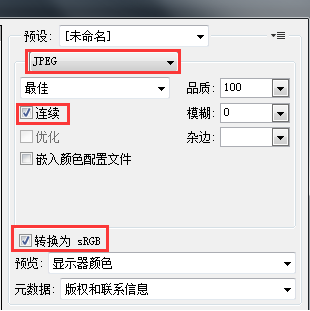 预设: [未命名]
JPEG
最佳 品质: 100
连续 模糊: 0
优化 杂边:
嵌入颜色配置文件
转换为 sRGB
预览: 显示器颜色
元数据: 版权和联系信息